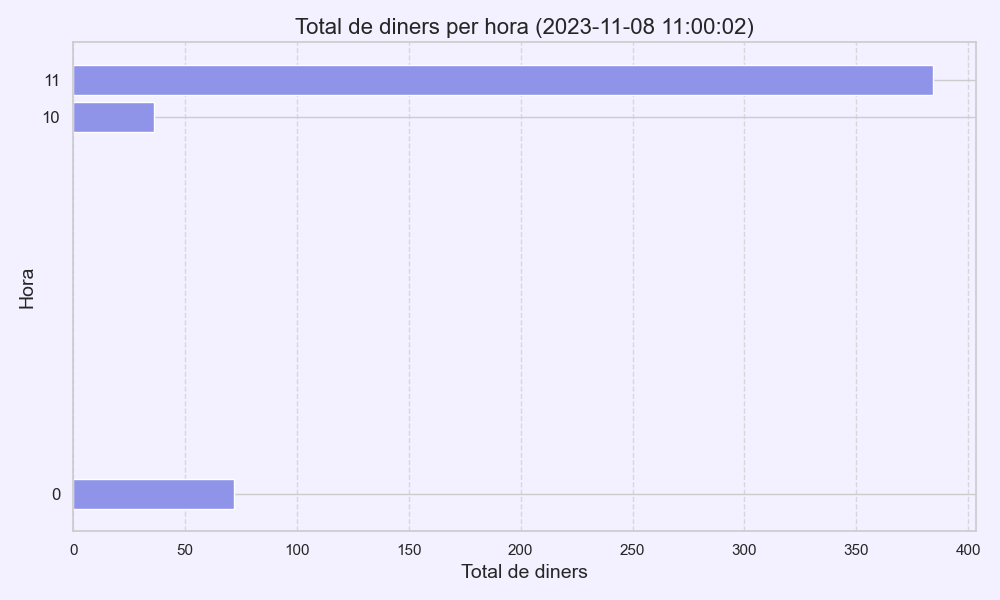 Total de diners per hora (2023-11-08 11:00:02)
11
10
Hora
0
0 50 100 150 200 250 300 350 400
Total de diners